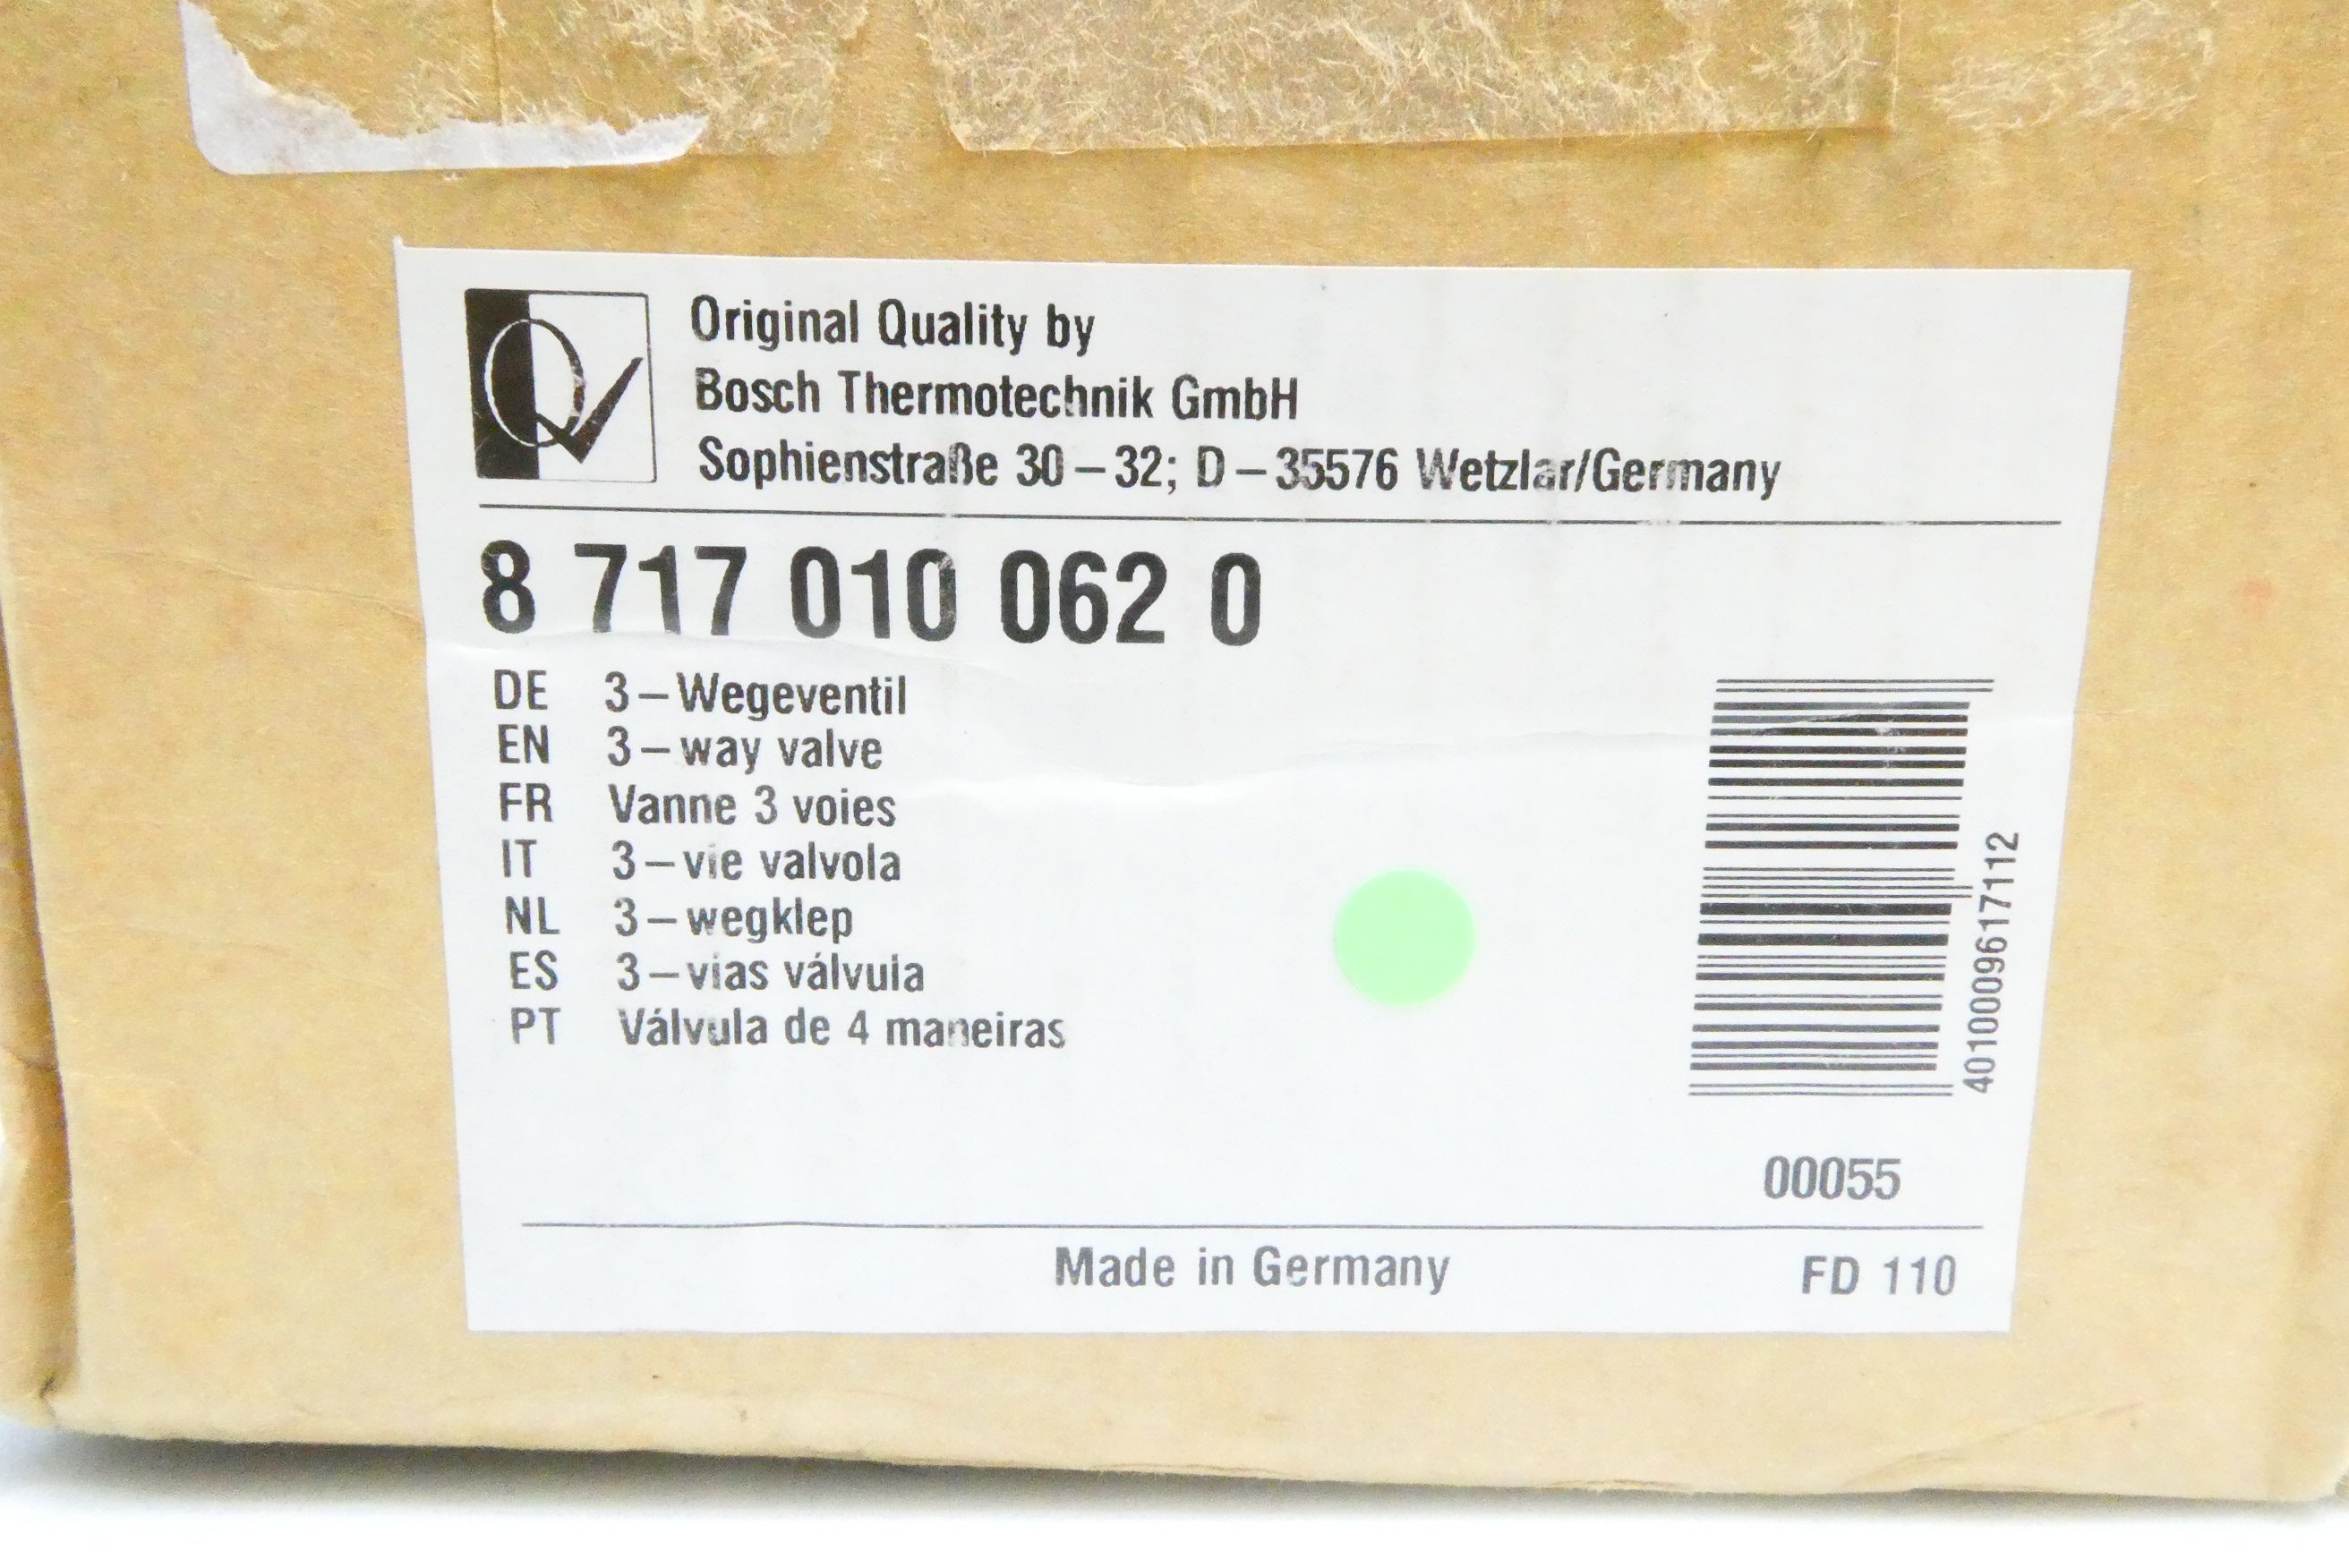 Original Quality by
Bosch Thermotechnik GmbH
Sophienstraße 30-32; D-35576 Wetzlar/Germany
8 717 010 062 0
DE 3-Wegeventil
EN 3-way valve
FR Vanne 3 voies
IT 3-vie valvola
NL 3-wegklep
ES 3-vias válvula
PT Válvula de 4 maneiras
4010009617112
00055
Made in Germany
FD 110